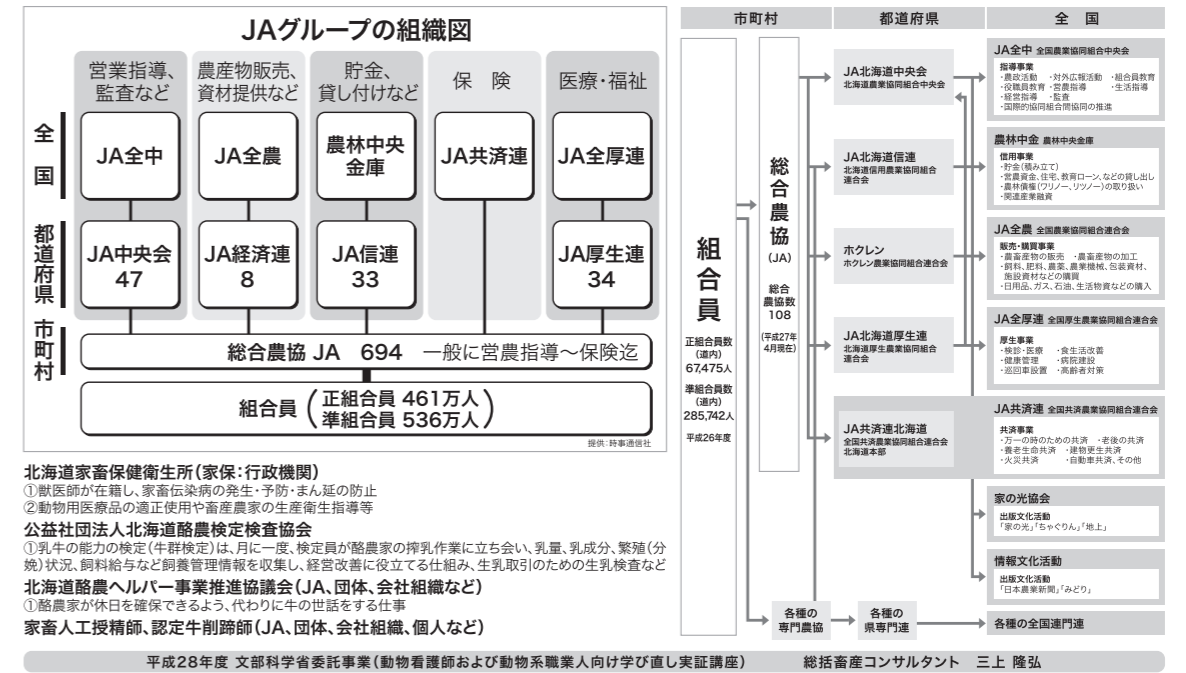 JAグループの組織図
営業指導、
監査など
農産物販売、
資材提供など
貯金、
貸し付けなど
保 険
医療・福祉
全国
JA全中
JA全農
農林中央
金庫
JA共済連
JA全厚連
都道府県
JA中央会
47
JA経済連
8
JA信連
33
JA厚生連
34
市町村
総合農協 JA 694 一般に営農指導〜保険迄
組合員
正組合員 461万人
準組合員 536万人
提供：時事通信社
北海道家畜保健衛生所（家保：行政機関）
①獣医師が在籍し、家畜伝染病の発生・予防・まん延の防止
②動物用医療品の適正使用や畜産農家の生産衛生指導等
公益社団法人北海道酪農検定検査協会
①乳牛の能力の検定（牛群検定）は、月に一度、検定員が酪農家の搾乳作業に立ち会い、乳量、乳成分、繁殖（分
娩）状況、飼料給与など飼養管理情報を収集し、経営改善に役立てる仕組み、生乳取引のための生乳検査など
北海道酪農ヘルパー事業推進協議会（JA、団体、会社組織など）
①酪農家が休日を確保できるよう、代わりに牛の世話をする仕事
家畜人工授精師、認定牛削蹄師（JA、団体、会社組織、個人など）
市町村
都道府県
全 国
組合員
正組合員数
（道内）
67,475人
準組合員数
（道内）
285,742人
平成26年度
総合農協
（JA）
総合
農協数
108
（平成27年
4月現在）
JA北海道中央会
北海道農業協同組合中央会
JA北海道信連
北海道信用農業協同組合
連合会
ホクレン
ホクレン農業協同組合連合会
JA北海道厚生連
北海道厚生農業協同組合
連合会
JA共済連北海道
全国共済農業協同組合連合会
北海道本部
各種の
専門農協
各種の
県専門連
JA全中 全国農業協同組合中央会
指導事業
・農政活動 ・対外広報活動 ・組合員教育
・役職員教育 ・営農指導 ・生活指導
・経営指導 ・監査
・国際的協同組合間協同の推進
農林中金 農林中央金庫
信用事業
・貯金（積み立て）
・営農資金、住宅、教育ローン、などの貸し出し
・農林債権（ワリノー、リツノー）の取り扱い
・関連産業融資
JA全農 全国農業協同組合連合会
販売・購買事業
・農畜産物の販売 ・農畜産物の加工
・飼料、肥料、農薬、農業機械、包装資材、
施設資材などの購買
・日用品、ガス、石油、生活物資などの購入
JA全厚連 全国厚生農業協同組合連合会
厚生事業
・検診・医療 ・食生活改善
・健康管理 ・病院建設
・巡回車設置 ・高齢者対策
JA共済連 全国共済農業協同組合連合会
共済事業
・万一の時のための共済 ・老後の共済
・養老生命共済 ・建物更生共済
・火災共済 ・自動車共済、その他
家の光協会
出版文化活動
「家の光」「ちゃぐりん」「地上」
情報文化活動
出版文化活動
「日本農業新聞」「みどり」
各種の全国連門連
平成28年度 文部科学省委託事業（動物看護師および動物系職業人向け学び直し実証講座） 総括畜産コンサルタント 三上 隆弘